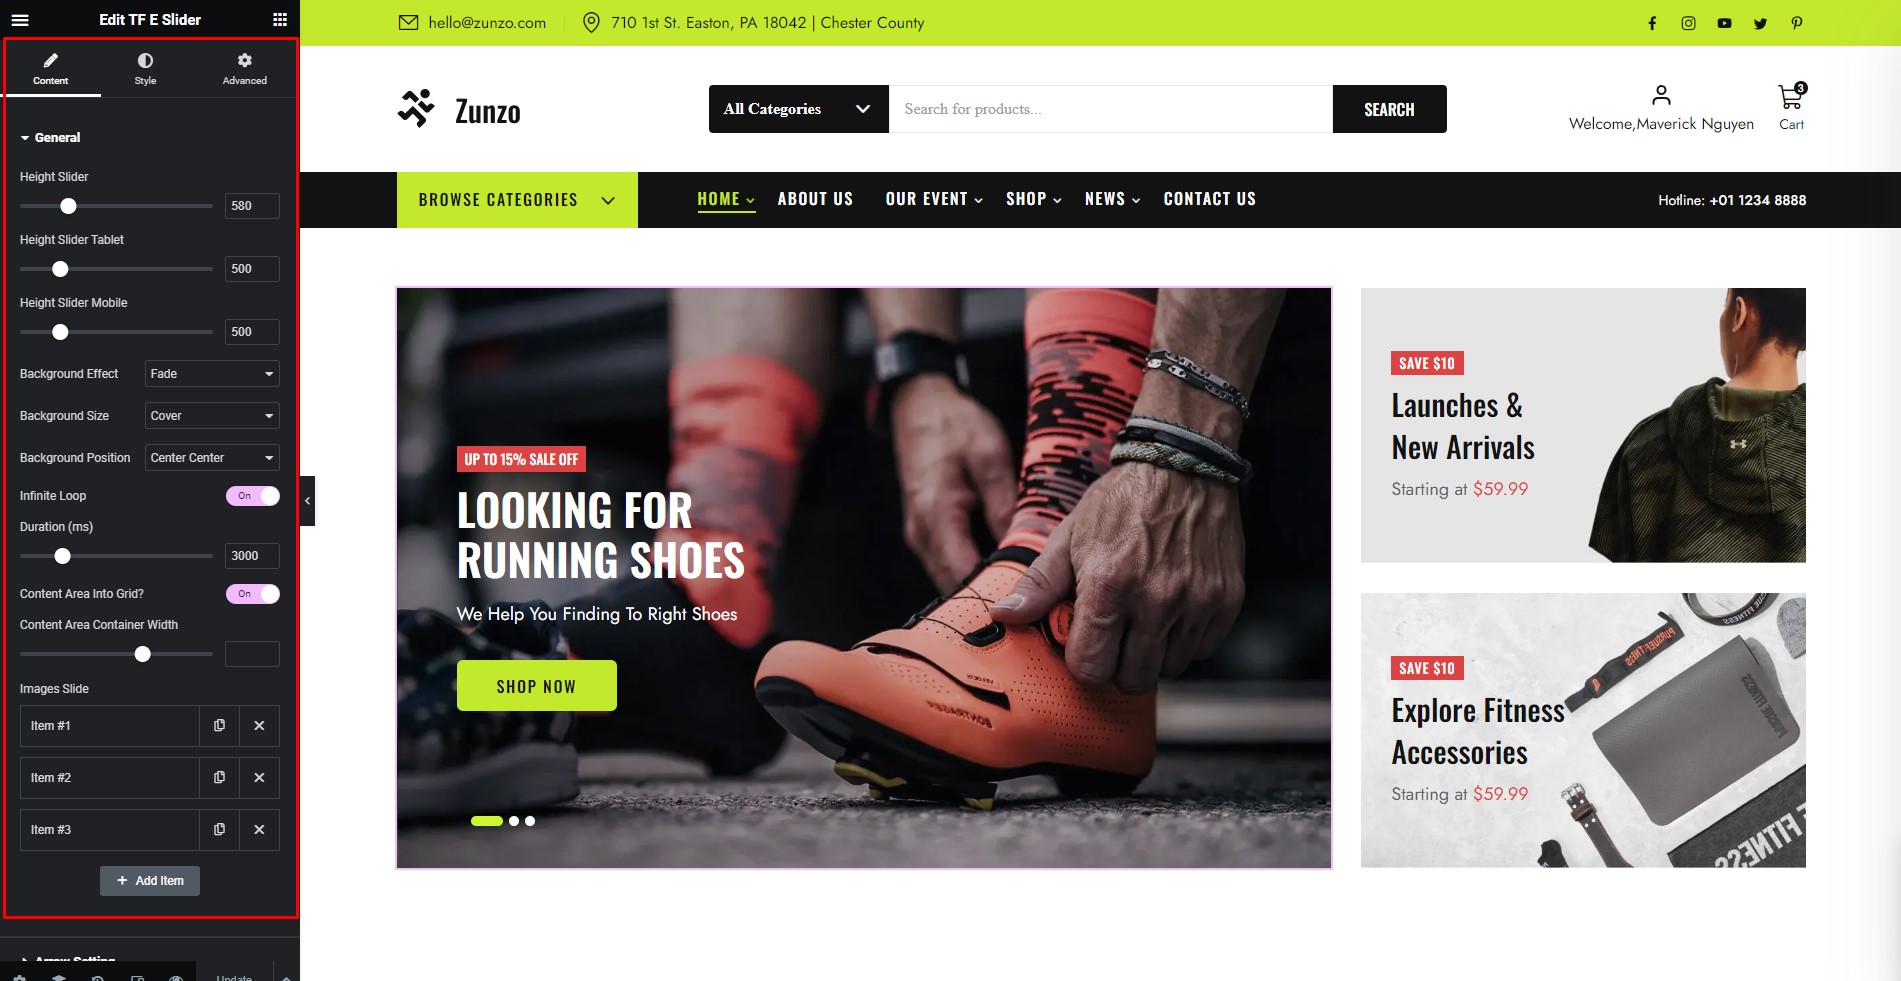 Edit TF E Slider
Content
Style
Advanced
General
Height Slider
580
Height Slider Tablet
500
Height Slider Mobile
500
Background Effect
Fade
Background Size
Cover
Background Position
Center Center
Infinite Loop
On
Duration (ms)
3000
Content Area Into Grid?
On
Content Area Container Width
Images Slide
Item #1
Item #2
Item #3
+ Add Item
Arrow Setting
Update
hello@zunzo.com
710 1st St. Easton, PA 18042 | Chester County
Zunzo
All Categories
Search for products...
SEARCH
Welcome,Maverick Nguyen
3
Cart
BROWSE CATEGORIES
HOME
ABOUT US
OUR EVENT
SHOP
NEWS
CONTACT US
Hotline: +01 1234 8888
UP TO 15% SALE OFF
LOOKING FOR
RUNNING SHOES
We Help You Finding To Right Shoes
SHOP NOW
BONTRAGER
SAVE $10
Launches &
New Arrivals
Starting at $59.99
SAVE $10
Explore Fitness
Accessories
Starting at $59.99
PURSUE FITNESS